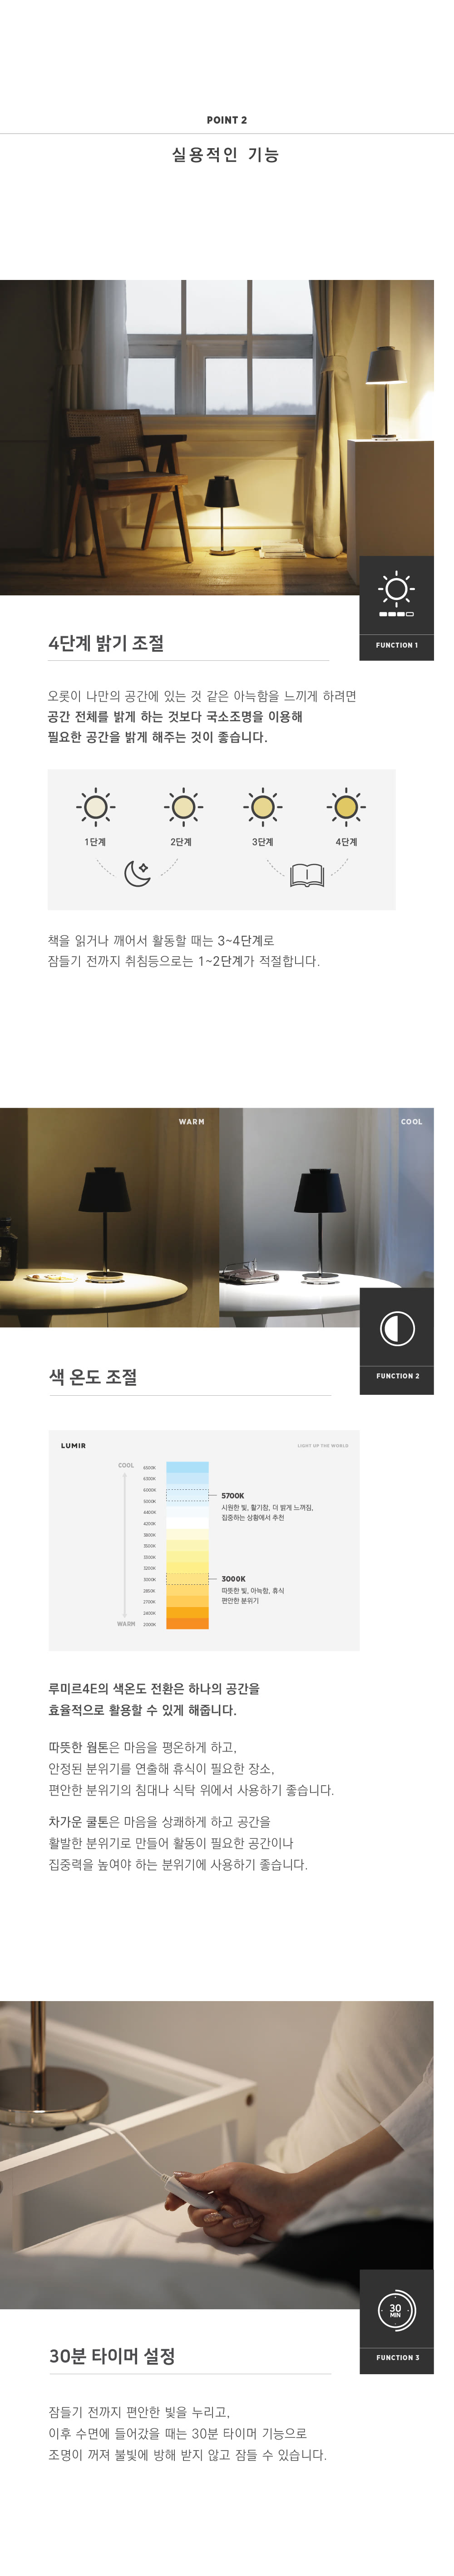 POINT 2
실용적인 기능
FUNCTION 1
4단계 밝기 조절
오롯이 나만의 공간에 있는 것 같은 아늑함을 느끼게 하려면
공간 전체를 밝게 하는 것보다 국소조명을 이용해
필요한 공간을 밝게 해주는 것이 좋습니다.
1단계 2단계 3단계 4단계
책을 읽거나 깨어서 활동할 때는 3~4단계로
잠들기 전까지 취침등으로는 1~2단계가 적절합니다.
WARM COOL
FUNCTION 2
색 온도 조절
LUMIR LIGHT UP THE WORLD
COOL
6500K
6300K
6000K
5000K
5700K
시원한 빛, 활기참, 더 밝게 느껴짐,
집중하는 상황에서 추천
4400K
4200K
3800K
3500K
3300K
3200K
3000K
3000K
따뜻한 빛, 아늑함, 휴식
편안한 분위기
2850K
2700K
2400K
WARM 2000K
루미르4E의 색온도 전환은 하나의 공간을
효율적으로 활용할 수 있게 해줍니다.
따뜻한 웜톤은 마음을 평온하게 하고,
안정된 분위기를 연출해 휴식이 필요한 장소,
편안한 분위기의 침대나 식탁 위에서 사용하기 좋습니다.
차가운 쿨톤은 마음을 상쾌하게 하고 공간을
활발한 분위기로 만들어 활동이 필요한 공간이나
집중력을 높여야 하는 분위기에 사용하기 좋습니다.
30
MIN
FUNCTION 3
30분 타이머 설정
잠들기 전까지 편안한 빛을 누리고,
이후 수면에 들어갔을 때는 30분 타이머 기능으로
조명이 꺼져 불빛에 방해 받지 않고 잠들 수 있습니다.